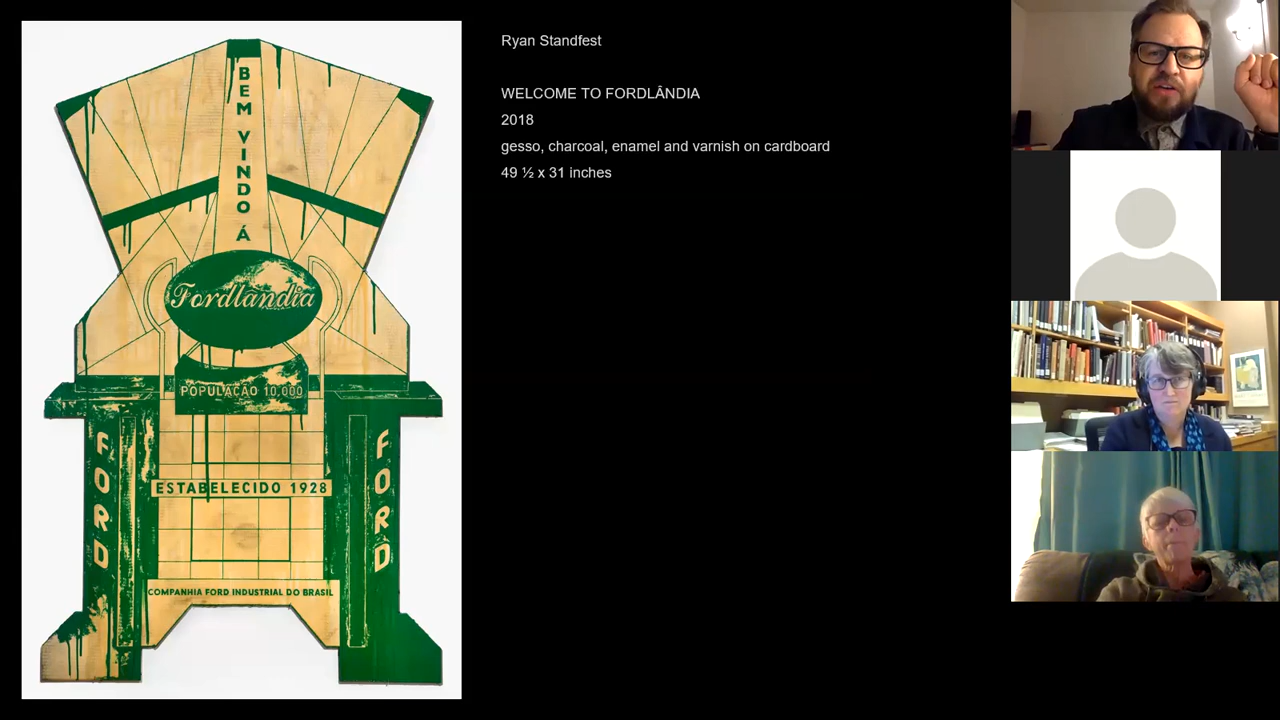 BEM VINDO Á
Fordlândia
POPULAÇÃO 10,000
FORD
FORD
ESTABELECIDO 1928
COMPANHIA FORD INDUSTRIAL DO BRASIL
Ryan Standfest
WELCOME TO FORDLÂNDIA
2018
gesso, charcoal, enamel and varnish on cardboard
49 ½ x 31 inches